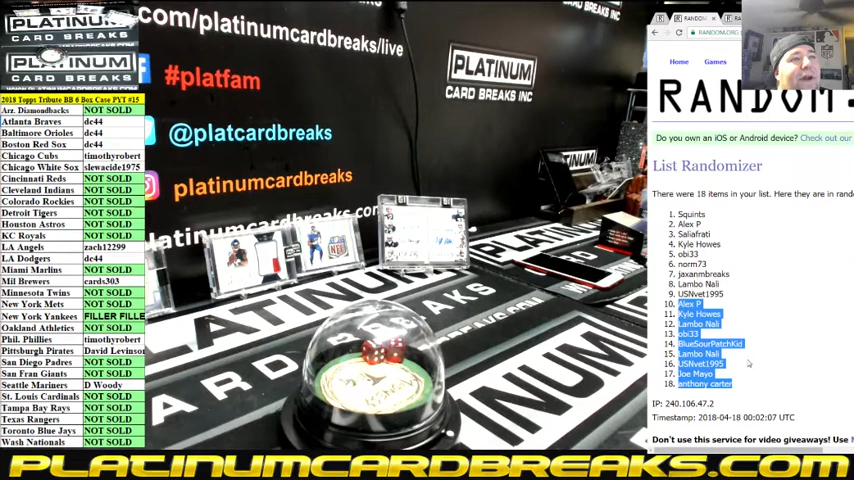 PLATINUM
CARD BREAKS
PLATINUM
CARD BREAKS
2018 Topps Tribute BB 6 Box Case PYT #15
Arz. Diamondbacks NOT SOLD
Atlanta Braves dc44
Baltimore Orioles dc44
Boston Red Sox dc44
Chicago Cubs timothyrobert
Chicago White Sox slewacide1975
Cincinnati Reds NOT SOLD
Cleveland Indians NOT SOLD
Colorado Rockies NOT SOLD
Detroit Tigers NOT SOLD
Houston Astros NOT SOLD
KC Royals NOT SOLD
LA Angels zach12299
LA Dodgers dc44
Miami Marlins NOT SOLD
Mil Brewers cards303
Minnesota Twins NOT SOLD
New York Mets NOT SOLD
New York Yankees FILLER FILLE
Oakland Athletics NOT SOLD
Phil. Phillies timothyrobert
Pittsburgh Pirates David Levinson
San Diego Padres NOT SOLD
San Fran Giants NOT SOLD
Seattle Mariners D Woody
St. Louis Cardinals NOT SOLD
Tampa Bay Rays NOT SOLD
Texas Rangers NOT SOLD
Toronto Blue Jays NOT SOLD
Wash Nationals NOT SOLD
.com/platinumcardbreaks/live
#platfam
@platcardbreaks
platinumcardbreaks
platinumcardbreaks.com
PLATINUM
CARD BREAKS INC
PLATINUM
NFL
RANDOM.ORG
Home Games
RANDOM
Do you own an iOS or Android device? Check out our
List Randomizer
There were 18 items in your list. Here they are in rand
1. Squints
2. Alex P
3. Saliafrati
4. Kyle Howes
5. obi33
6. norm73
7. jaxanmbreaks
8. Lambo Nali
9. USNvet1995
10. Alex P
11. Kyle Howes
12. Lambo Nali
13. obi33
14. BlueSourPatchKid
15. Lambo Nali
16. USNvet1995
17. Joe Mayo
18. anthony carter
IP: 240.106.47.2
Timestamp: 2018-04-18 00:02:07 UTC
Don't use this service for video giveaways! Use
PLATINUMCARDBREAKS.COM